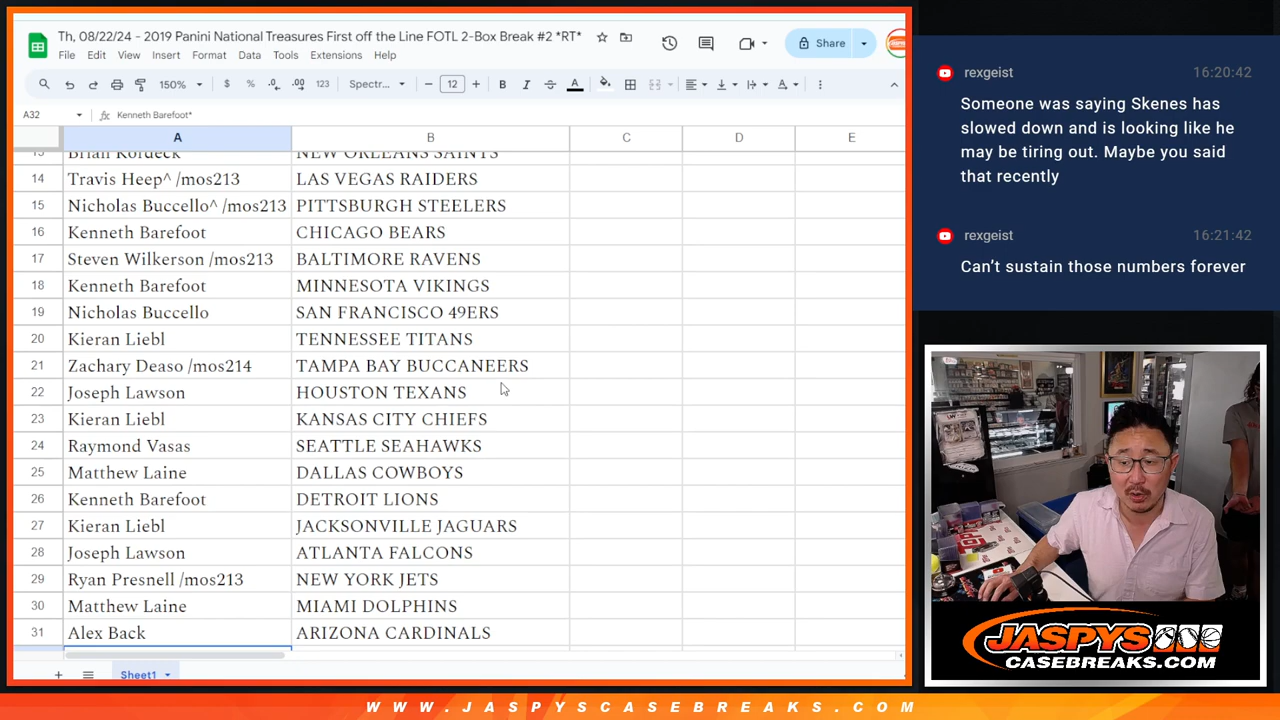 Th, 08/22/24 - 2019 Panini National Treasures First off the Line FOTL 2-Box Break #2 *RT*
File Edit View Insert Format Data Tools Extensions Help
Share
150% $ % .0 .00 123 Spectr... 12 B I A
A32 fx Kenneth Barefoot*
A B C D E
13 Brian Kordeck NEW ORLEANS SAINTS
14 Travis Heep^ /mos213 LAS VEGAS RAIDERS
15 Nicholas Buccello^ /mos213 PITTSBURGH STEELERS
16 Kenneth Barefoot CHICAGO BEARS
17 Steven Wilkerson /mos213 BALTIMORE RAVENS
18 Kenneth Barefoot MINNESOTA VIKINGS
19 Nicholas Buccello SAN FRANCISCO 49ERS
20 Kieran Liebl TENNESSEE TITANS
21 Zachary Deaso /mos214 TAMPA BAY BUCCANEERS
22 Joseph Lawson HOUSTON TEXANS
23 Kieran Liebl KANSAS CITY CHIEFS
24 Raymond Vasas SEATTLE SEAHAWKS
25 Matthew Laine DALLAS COWBOYS
26 Kenneth Barefoot DETROIT LIONS
27 Kieran Liebl JACKSONVILLE JAGUARS
28 Joseph Lawson ATLANTA FALCONS
29 Ryan Presnell /mos213 NEW YORK JETS
30 Matthew Laine MIAMI DOLPHINS
31 Alex Back ARIZONA CARDINALS
Sheet1
rexgeist 16:20:42
Someone was saying Skenes has
slowed down and is looking like he
may be tiring out. Maybe you said
that recently
rexgeist 16:21:42
Can't sustain those numbers forever
JASPYS
CASEBREAKS.COM
WWW.JASPYSCASEBREAKS.COM